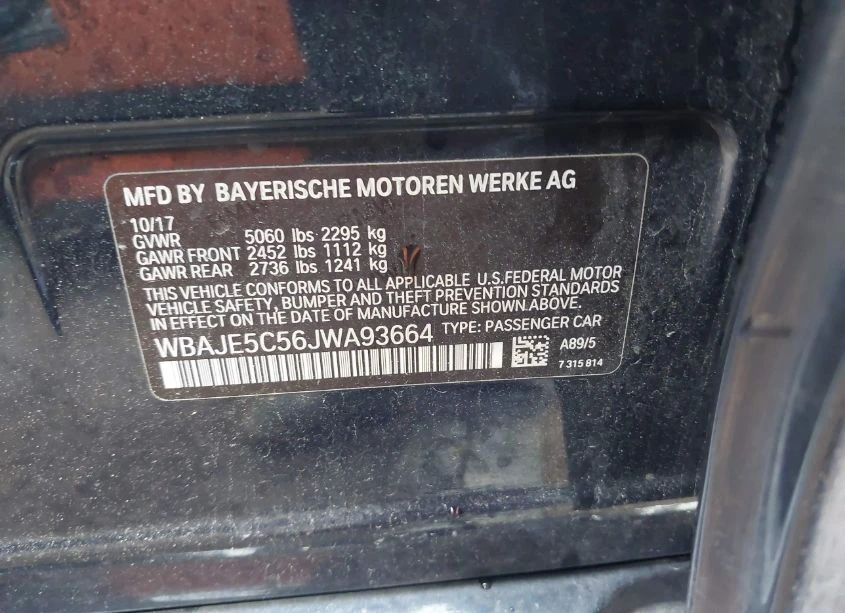 MFD BY BAYERISCHE MOTOREN WERKE AG
10/17
GVWR 5060 lbs 2295 kg
GAWR FRONT 2452 lbs 1112 kg
GAWR REAR 2736 lbs 1241 kg
THIS VEHICLE CONFORMS TO ALL APPLICABLE U.S.FEDERAL MOTOR
VEHICLE SAFETY, BUMPER AND THEFT PREVENTION STANDARDS
IN EFFECT ON THE DATE OF MANUFACTURE SHOWN ABOVE.
WBAJE5C56JWA93664 TYPE: PASSENGER CAR
A89/5
7 315 814